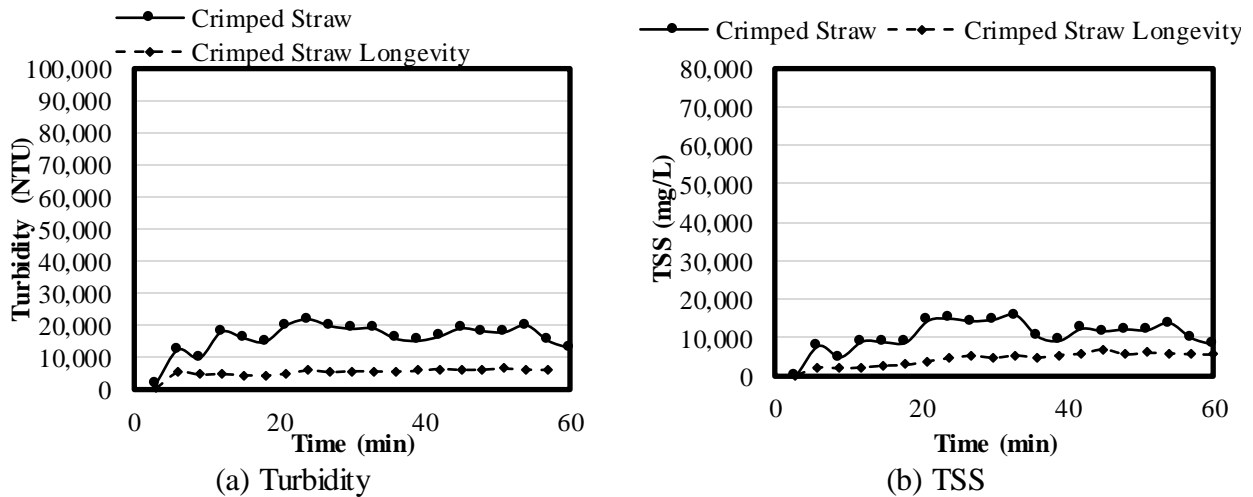 Crimped Straw
Crimped Straw Longevity
100,000
90,000
80,000
70,000
60,000
50,000
40,000
30,000
20,000
10,000
0
Turbidity (NTU)
0 20 40 60
Time (min)
(a) Turbidity
Crimped Straw Crimped Straw Longevity
80,000
70,000
60,000
50,000
40,000
30,000
20,000
10,000
0
TSS (mg/L)
0 20 40 60
Time (min)
(b) TSS